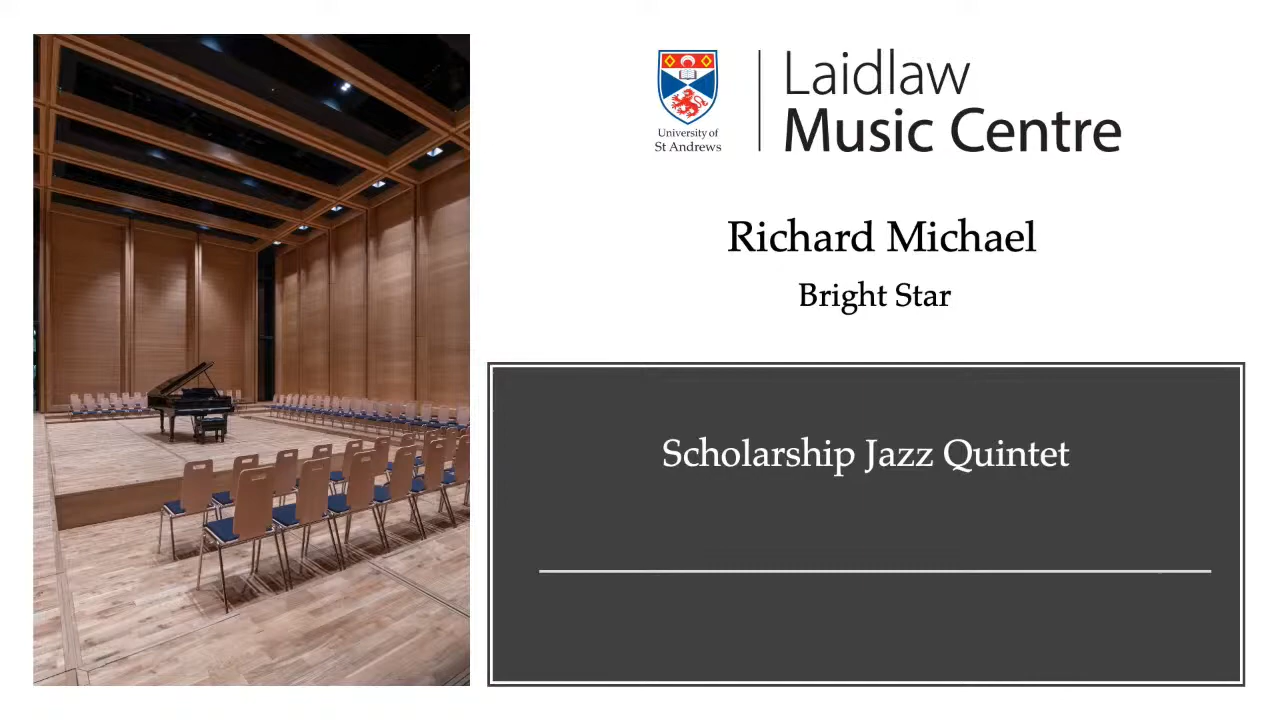 University of
St Andrews
Laidlaw
Music Centre
Richard Michael
Bright Star
Scholarship Jazz Quintet